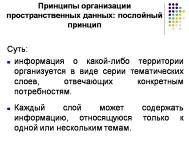 Принципы организации
пространственных данных: послойный
принцип
Суть:
информация о какой-либо территории
организуется в виде серии тематических
слоев, отвечающих конкретным
потребностям.
Каждый слой может содержать
информацию, относящуюся только к
одной или нескольким темам.